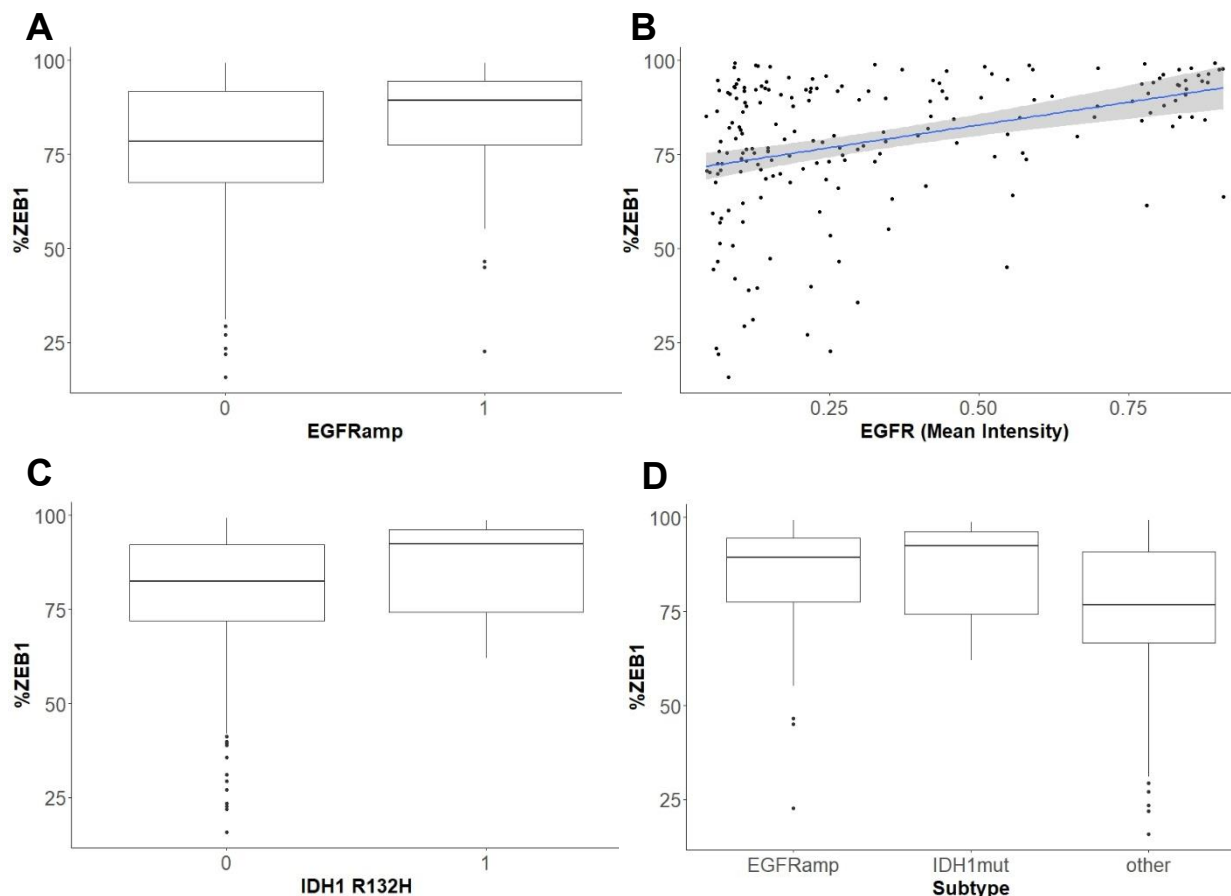 A
%ZEB1
100
75
50
25
0
1
EGFRamp
B
%ZEB1
100
75
50
25
0.25
0.50
0.75
EGFR (Mean Intensity)
C
%ZEB1
100
75
50
25
0
1
IDH1 R132H
D
%ZEB1
100
75
50
25
EGFRamp
IDH1mut
other
Subtype